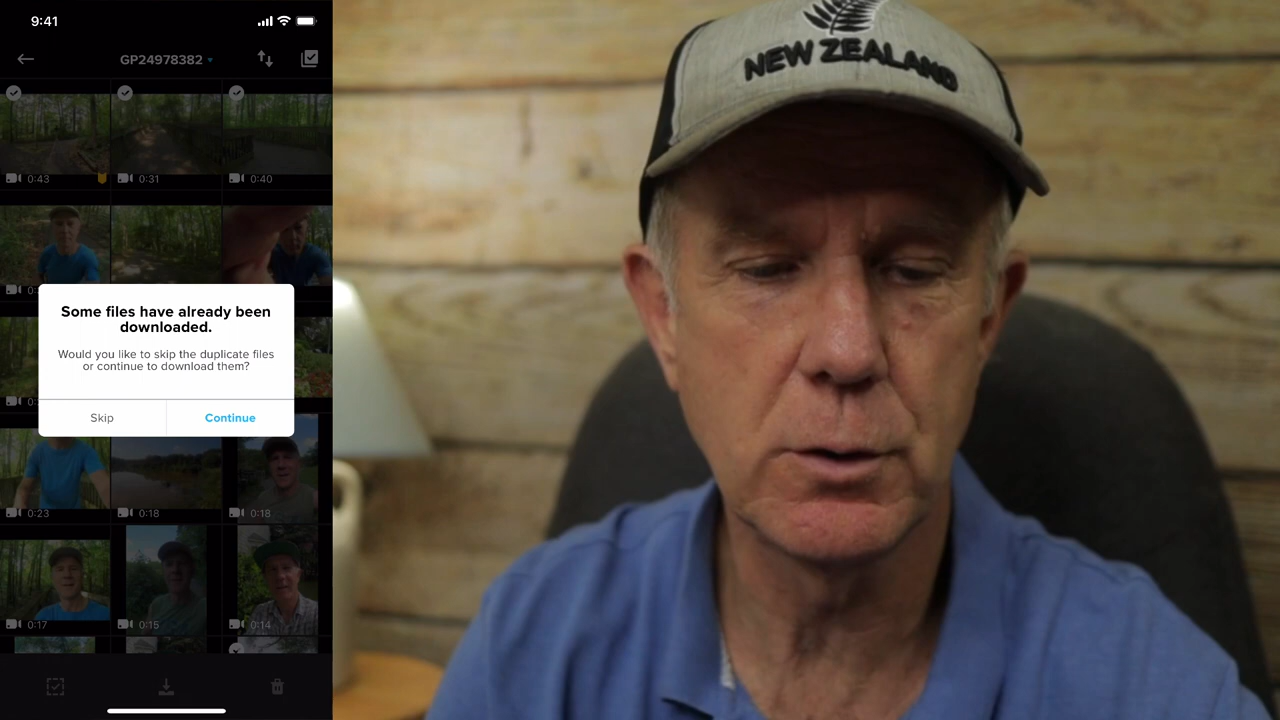 9:41
GP24978382
0:43
0:31
0:40
Some files have already been
downloaded.
Would you like to skip the duplicate files
or continue to download them?
Skip
Continue
0:23
0:18
0:18
0:17
0:15
0:14
NEW ZEALAND